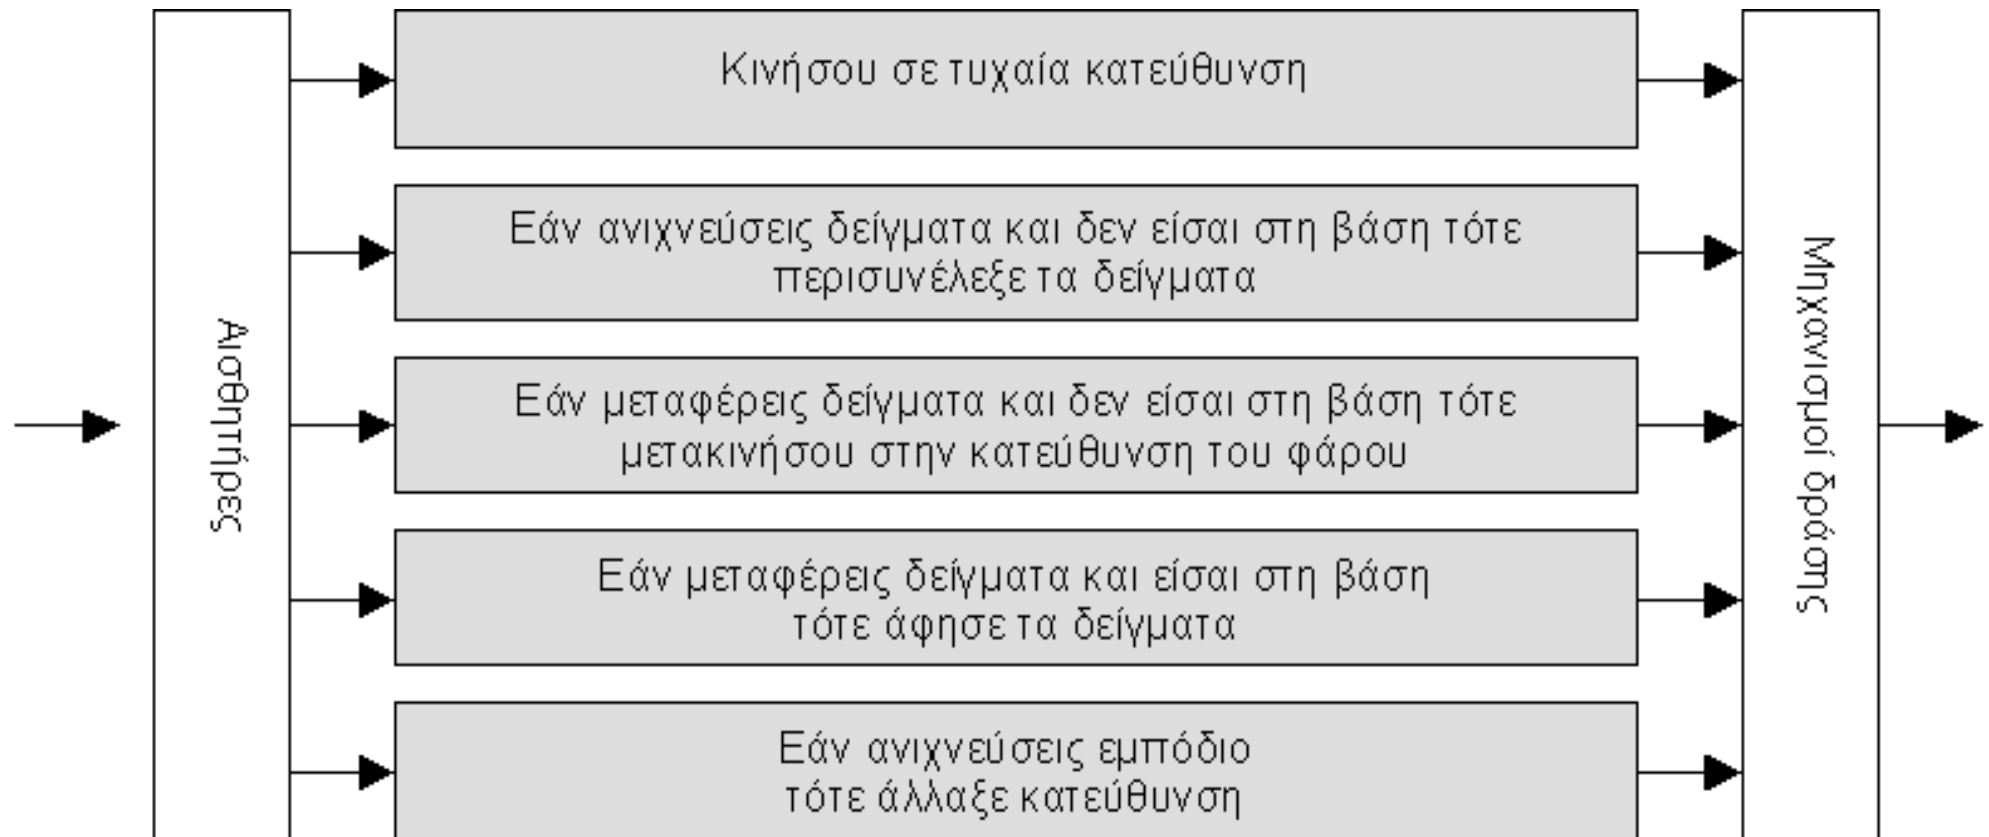 Αισθητήρες
Κινήσου σε τυχαία κατεύθυνση
Εάν ανιχνεύσεις δείγματα και δεν είσαι στη βάση τότε
περισυνέλεξε τα δείγματα
Εάν μεταφέρεις δείγματα και δεν είσαι στη βάση τότε
μετακινήσου στην κατεύθυνση του φάρου
Εάν μεταφέρεις δείγματα και είσαι στη βάση
τότε άφησε τα δείγματα
Εάν ανιχνεύσεις εμπόδιο
τότε άλλαξε κατεύθυνση
Μηχανισμοί δράσης